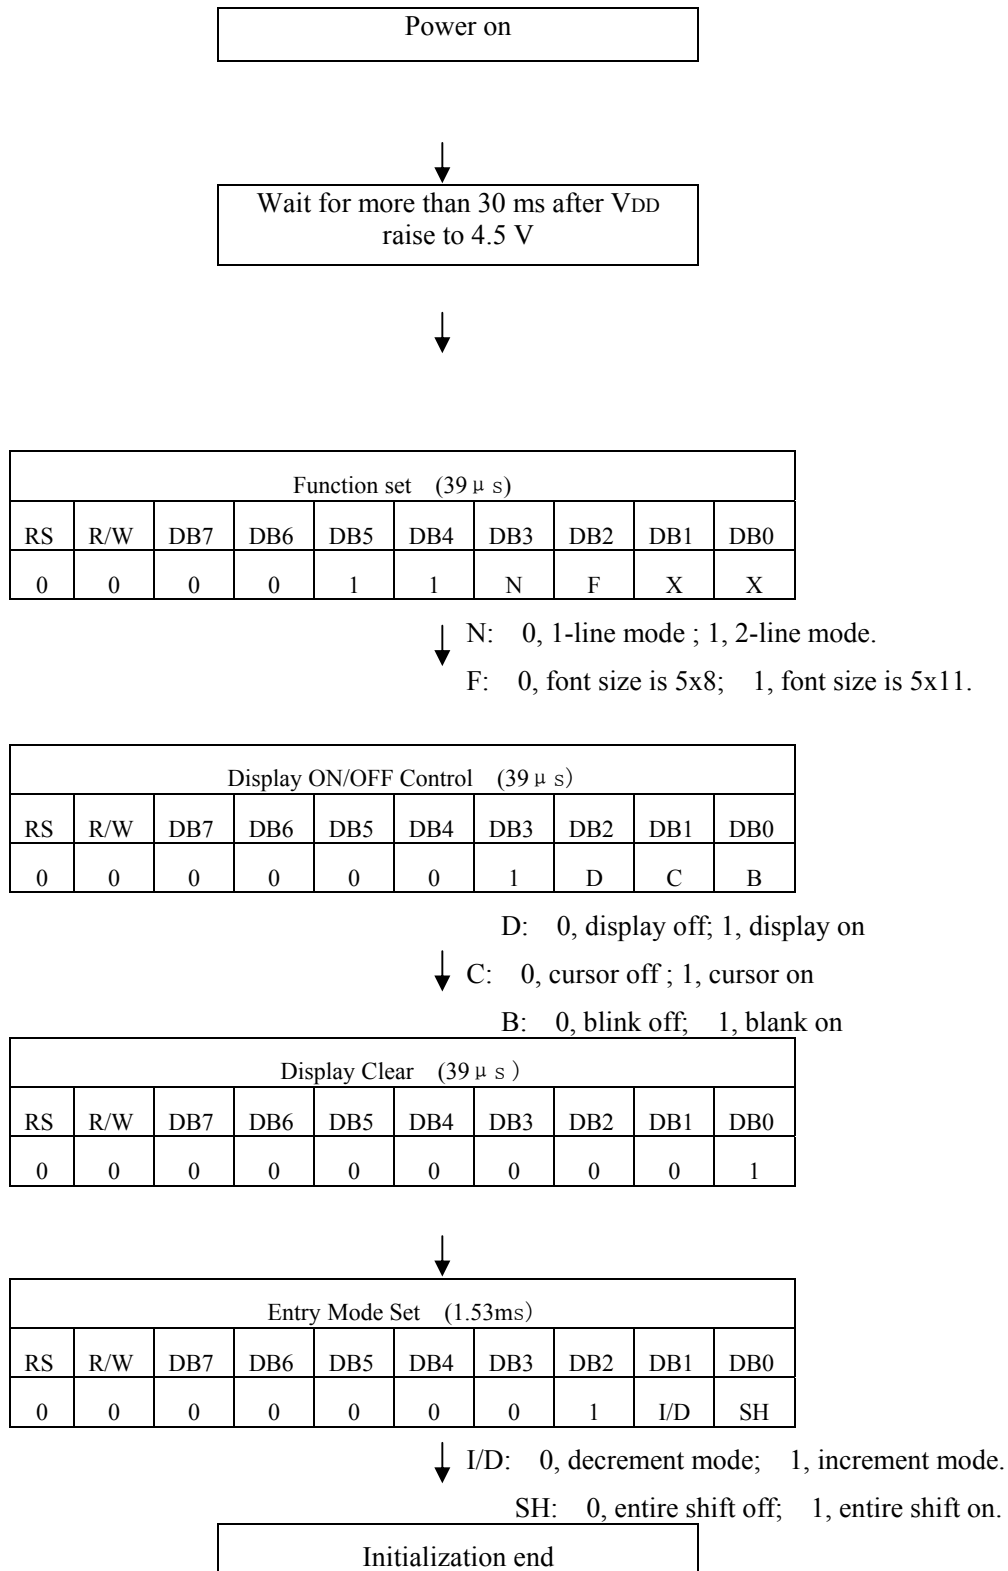 Power on
Wait for more than 30 ms after VDD
raise to 4.5 V
Function set (39μs)
RS R/W DB7 DB6 DB5 DB4 DB3 DB2 DB1 DB0
0 0 0 0 1 1 N F X X
N: 0, 1-line mode ; 1, 2-line mode.
F: 0, font size is 5x8; 1, font size is 5x11.
Display ON/OFF Control (39μs)
RS R/W DB7 DB6 DB5 DB4 DB3 DB2 DB1 DB0
0 0 0 0 0 0 1 D C B
D: 0, display off; 1, display on
C: 0, cursor off ; 1, cursor on
B: 0, blink off; 1, blank on
Display Clear (39μs)
RS R/W DB7 DB6 DB5 DB4 DB3 DB2 DB1 DB0
0 0 0 0 0 0 0 0 0 1
Entry Mode Set (1.53ms)
RS R/W DB7 DB6 DB5 DB4 DB3 DB2 DB1 DB0
0 0 0 0 0 0 0 1 I/D SH
I/D: 0, decrement mode; 1, increment mode.
SH: 0, entire shift off; 1, entire shift on.
Initialization end